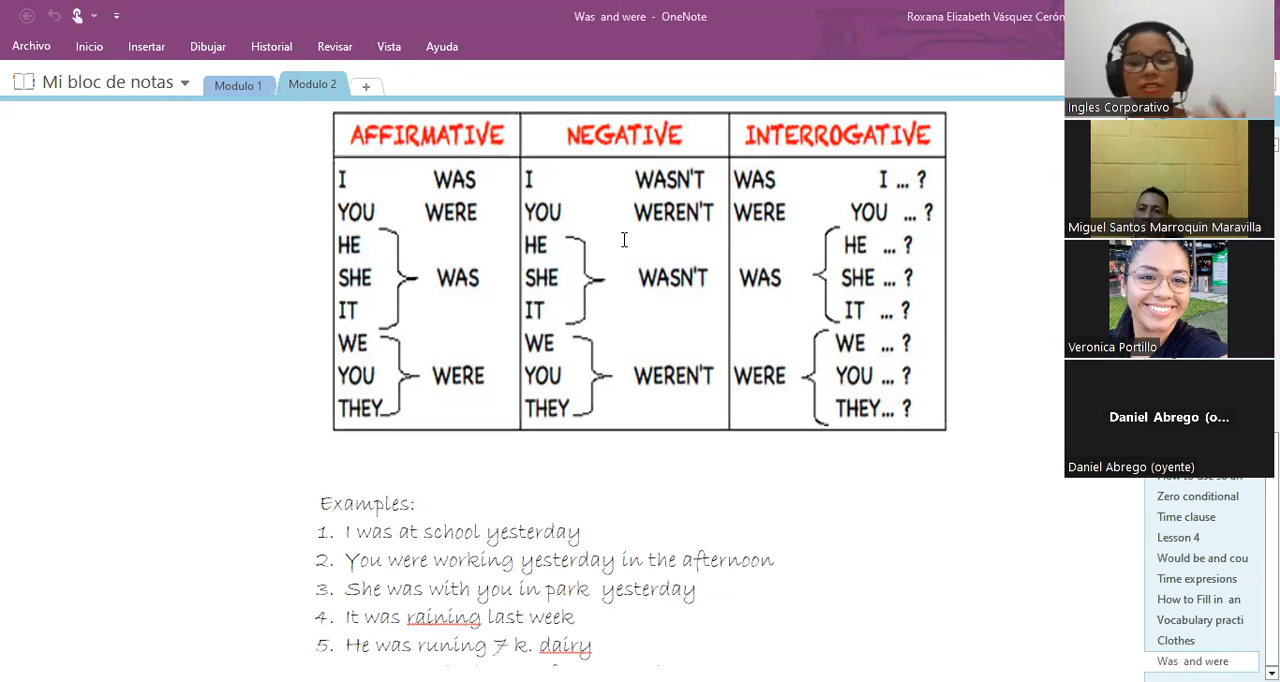 Was and were - OneNote
Roxana Elizabeth Vásquez Cerón
Archivo Inicio Insertar Dibujar Historial Revisar Vista Ayuda
Mi bloc de notas Modulo 1 Modulo 2 +
AFFIRMATIVE NEGATIVE INTERROGATIVE
I WAS I WASN'T WAS I ... ?
YOU WERE YOU WEREN'T WERE YOU ... ?
HE HE HE ... ?
SHE WAS SHE WASN'T WAS SHE ... ?
IT IT IT ... ?
WE WE WE ... ?
YOU WERE YOU WEREN'T WERE YOU ... ?
THEY THEY THEY... ?
Examples:
1. I was at school yesterday
2. You were working yesterday in the afternoon
3. She was with you in park yesterday
4. It was raining last week
5. He was runing 7 k. dairy
Ingles Corporativo
Miguel Santos Marroquin Maravilla
Veronica Portillo
Daniel Abrego (o...
Daniel Abrego (oyente)
Zero conditional
Time clause
Lesson 4
Would be and cou
Time expresions
How to Fill in an
Vocabulary practi
Clothes
Was and were